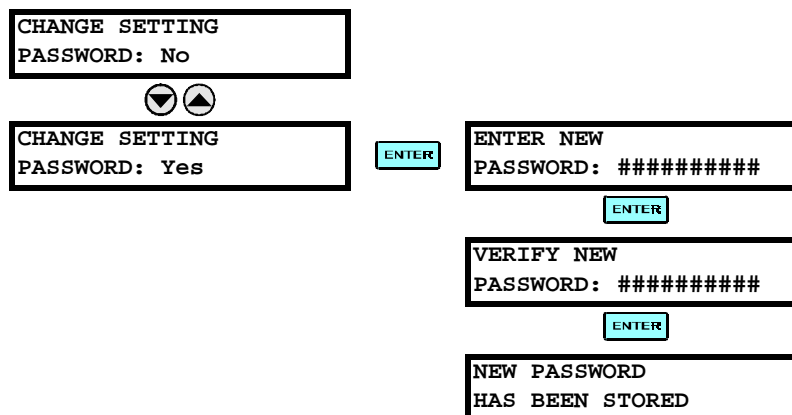 CHANGE SETTING
PASSWORD: No
CHANGE SETTING
PASSWORD: Yes
ENTER
ENTER NEW
PASSWORD: ##########
ENTER
VERIFY NEW
PASSWORD: ##########
ENTER
NEW PASSWORD
HAS BEEN STORED